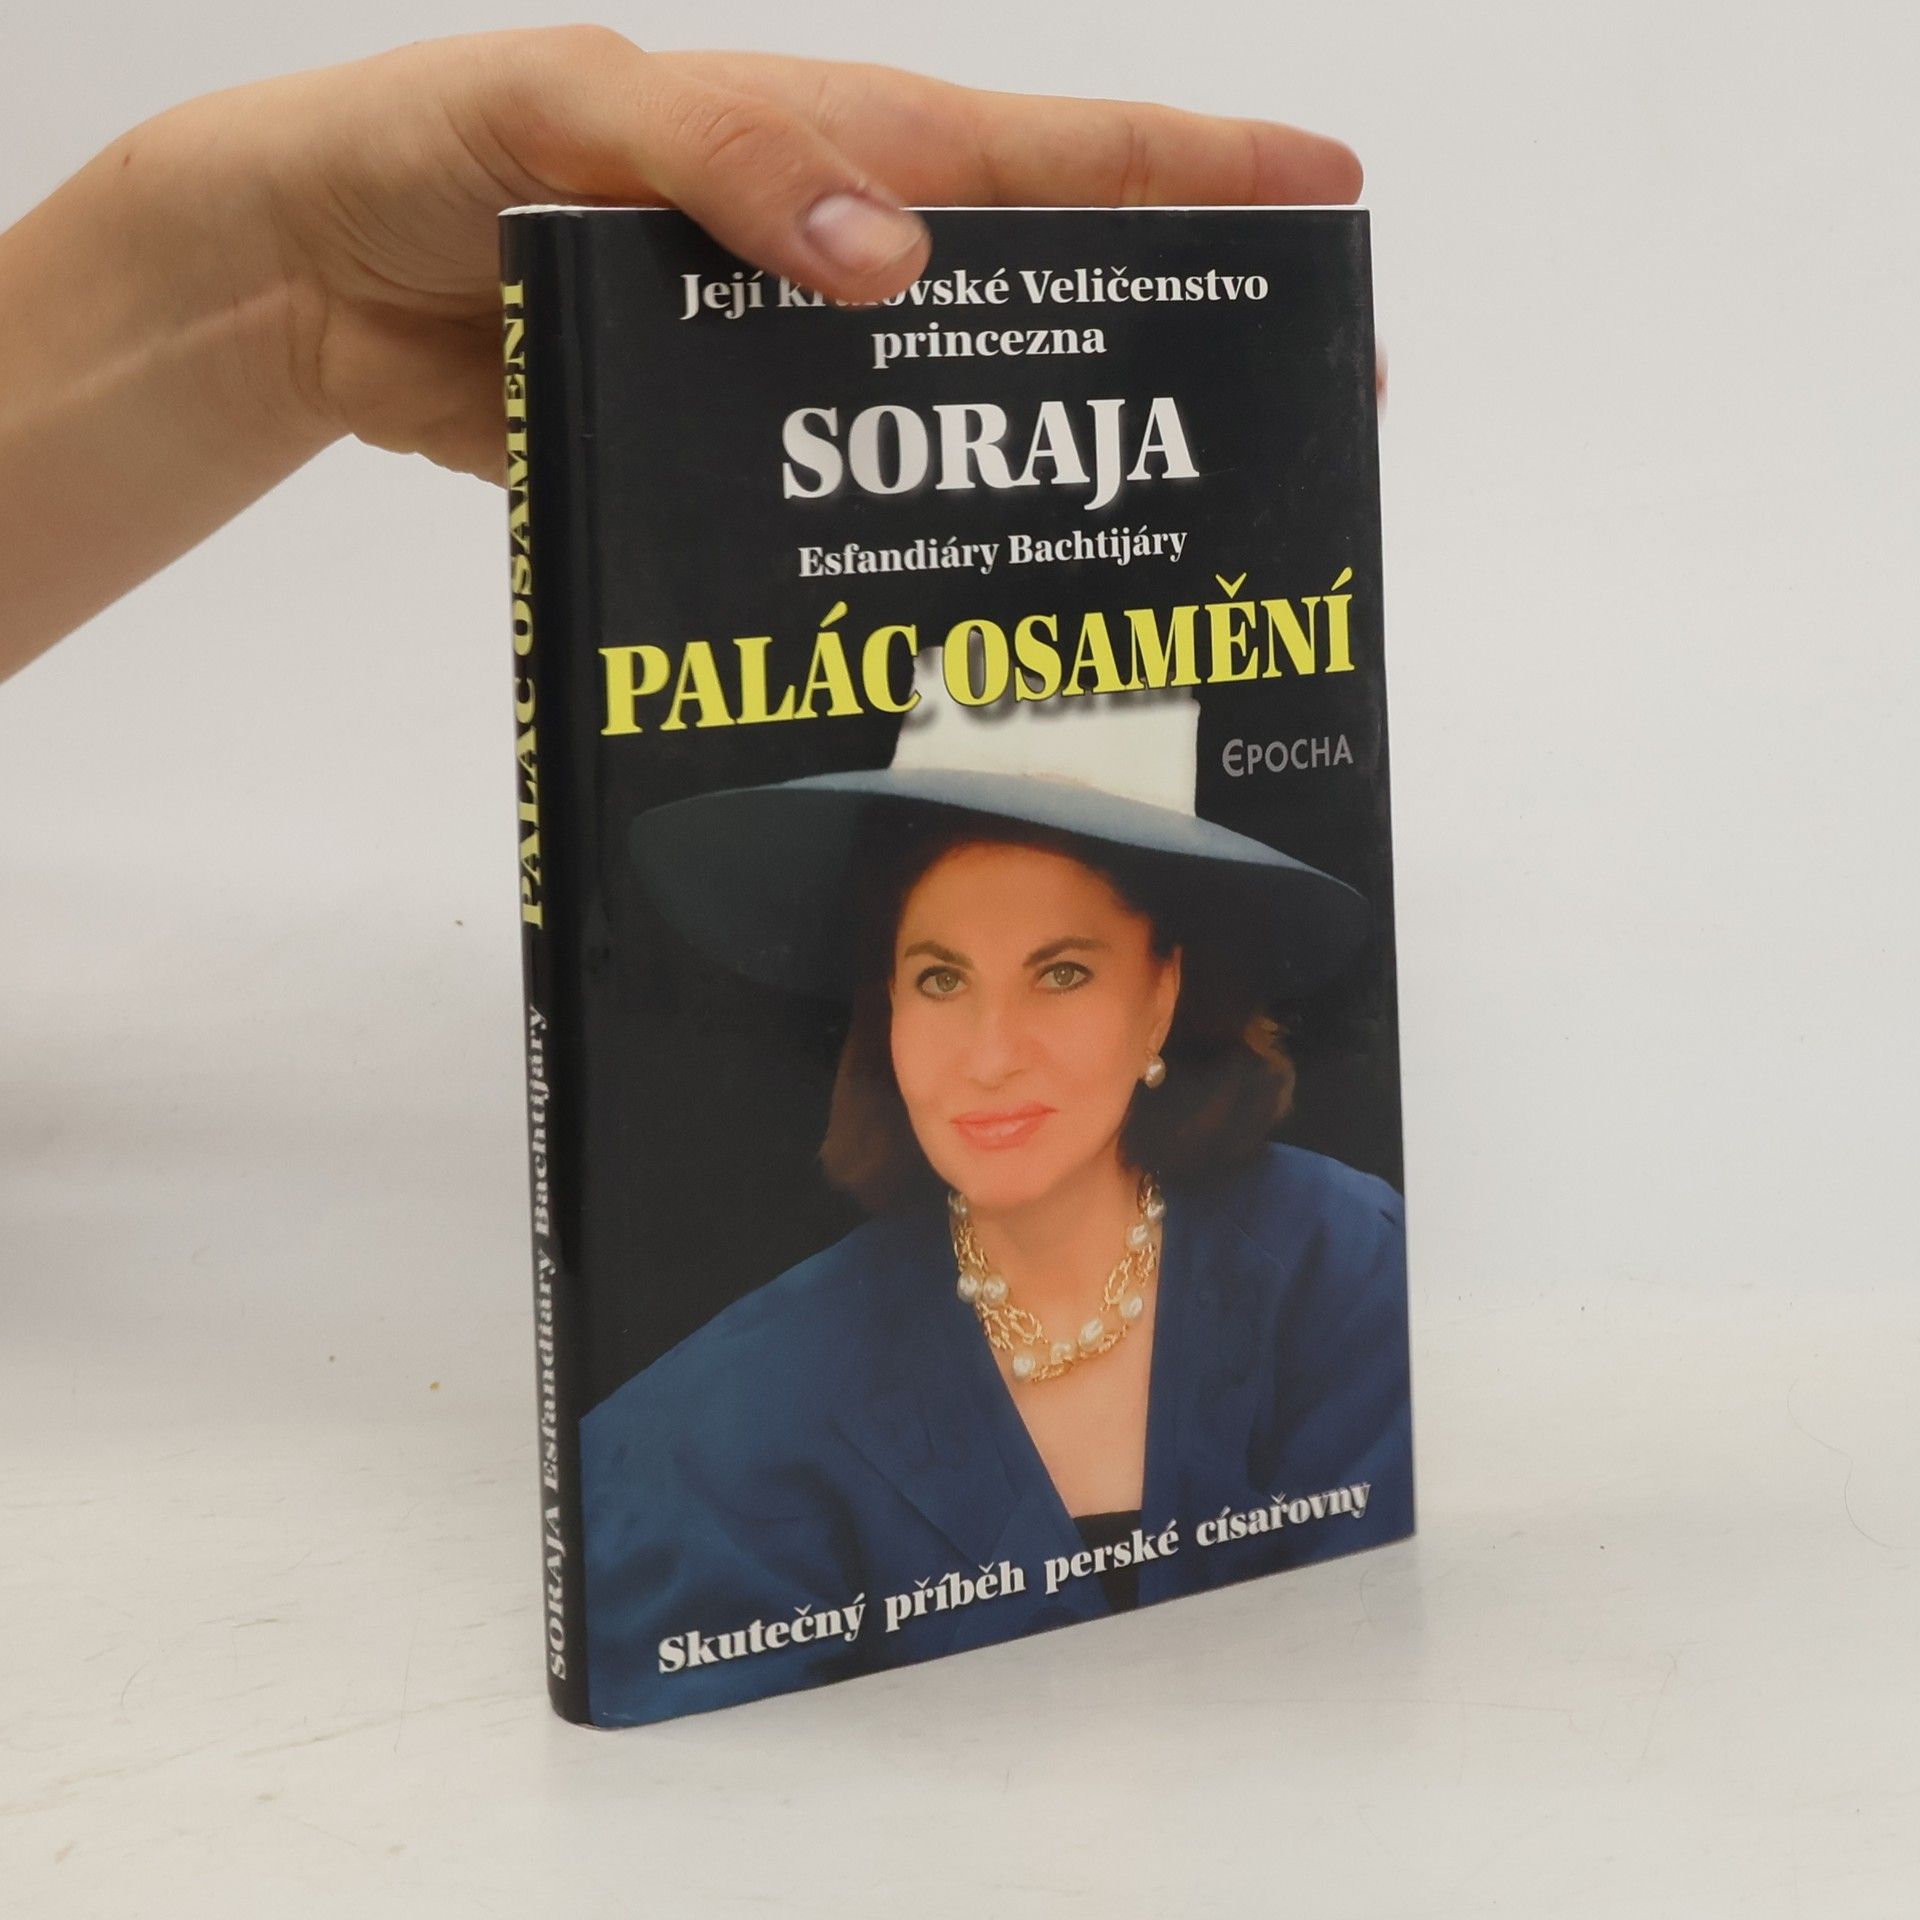 Její Královské Veličenstvo
princezna
SORAJA
Esfandiáry Bachtijáry
PALÁC OSAMĚNÍ
EPOCHA
Skutečný příběh perské císařovny
SORAJA Esfandiáry Bachtijáry PALÁC OSAMĚNÍ